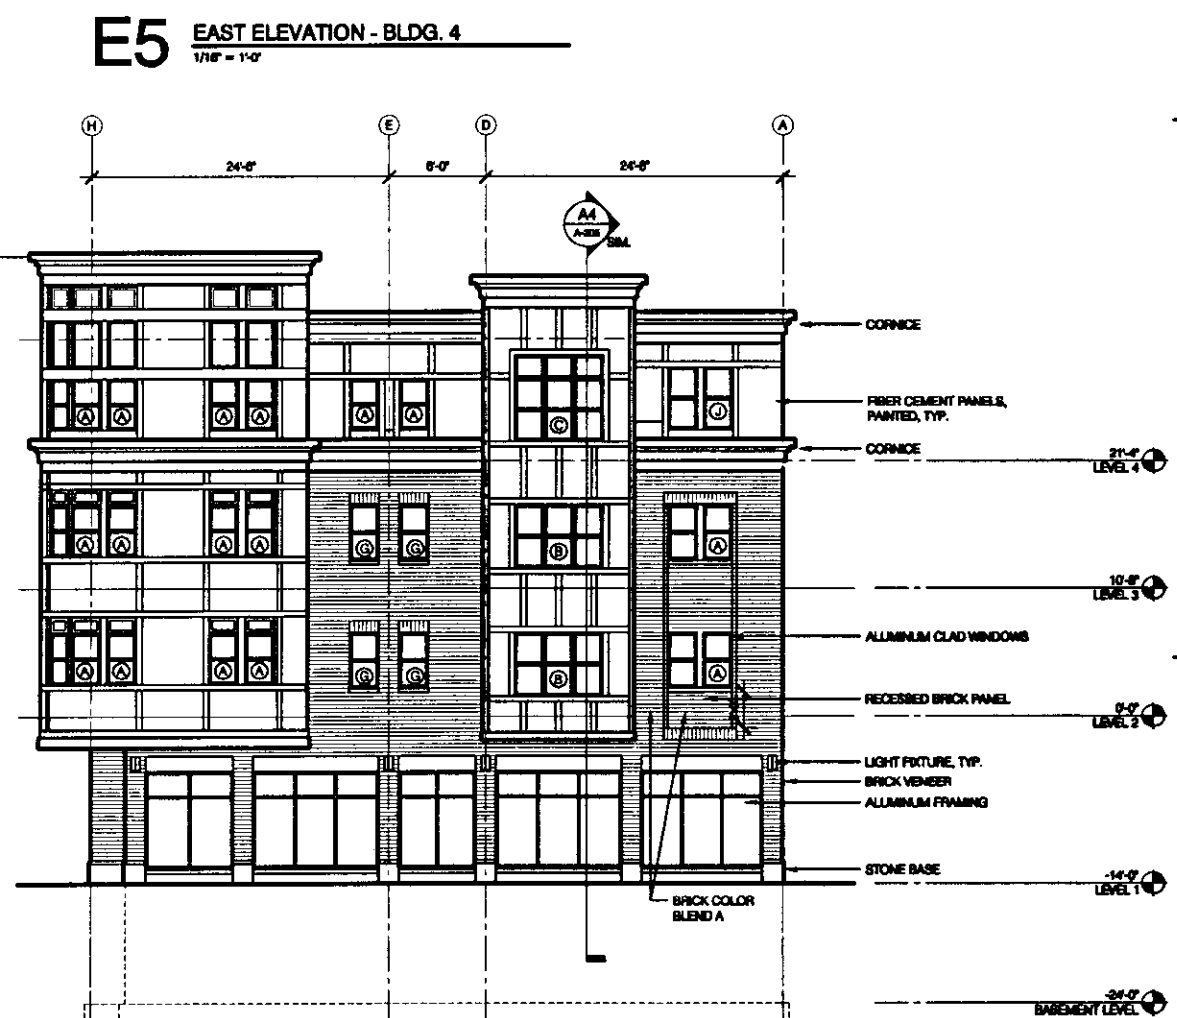 E5 EAST ELEVATION - BLDG. 4
1/16" = 1'-0"
H E D A
24'-6" 8'-0" 24'-6"
A4
SIM.
CORNICE
A A A A A A C J
FIBER CEMENT PANELS,
PAINTED, TYP.
CORNICE
21'-4"
LEVEL 4
A A A A G G B A
10'-8"
LEVEL 3
ALUMINUM CLAD WINDOWS
A A A A G G B A
RECESSED BRICK PANEL
0'-0"
LEVEL 2
LIGHT FIXTURE, TYP.
BRICK VENEER
ALUMINUM FRAMING
STONE BASE
-14'-0"
LEVEL 1
BRICK COLOR
BLEND A
-24'-0"
BASEMENT LEVEL